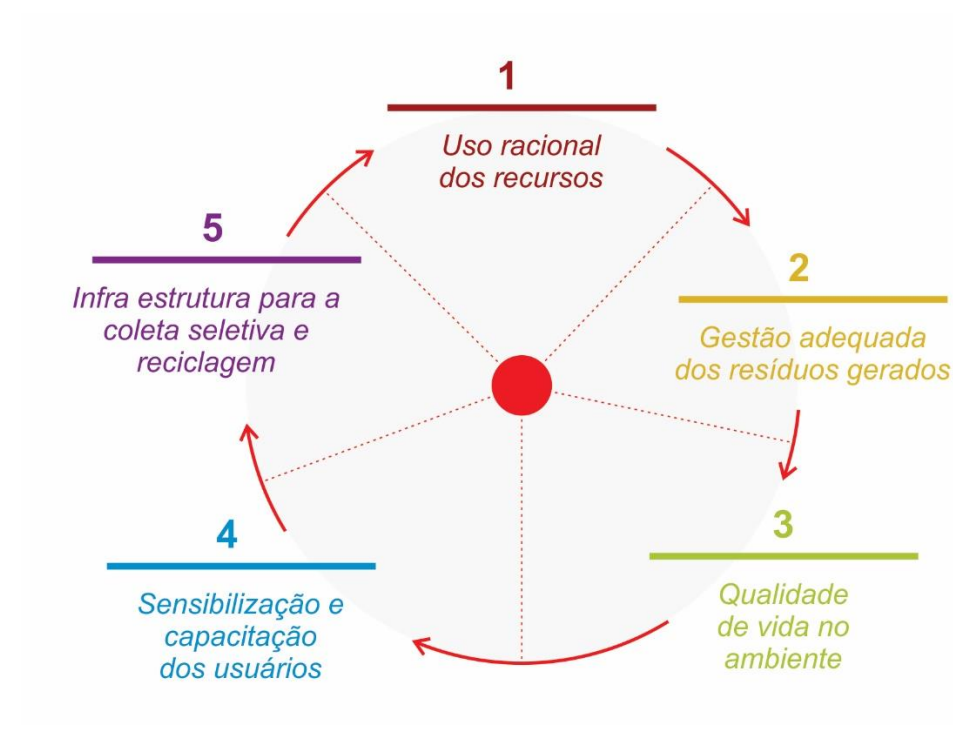 1
Uso racional
dos recursos
2
Gestão adequada
dos resíduos gerados
3
Qualidade
de vida no
ambiente
4
Sensibilização e
capacitação
dos usuários
5
Infra estrutura para a
coleta seletiva e
reciclagem